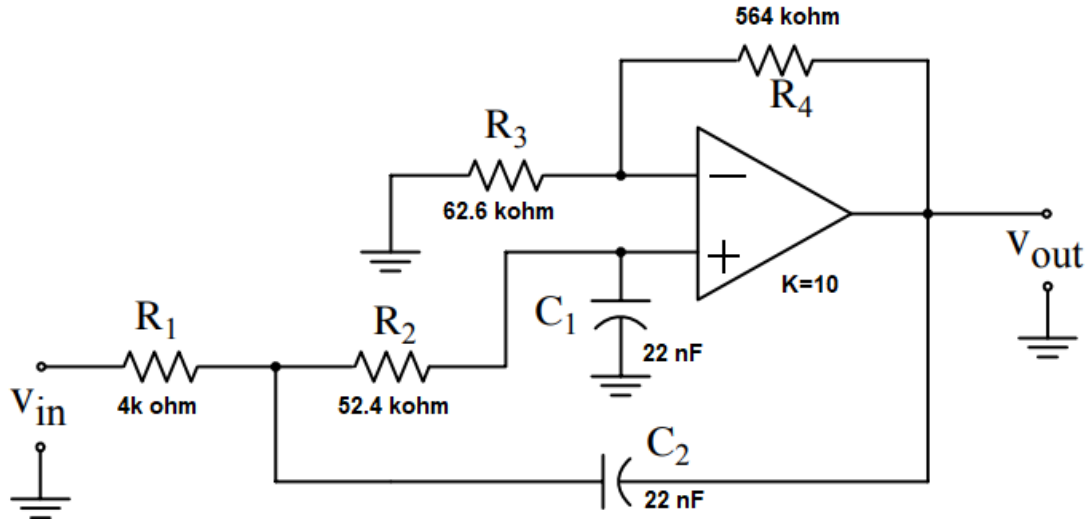 564 kohm
R4
R3
62.6 kohm
−
+
K=10
vout
C1
22 nF
R1
4k ohm
R2
52.4 kohm
vin
C2
22 nF